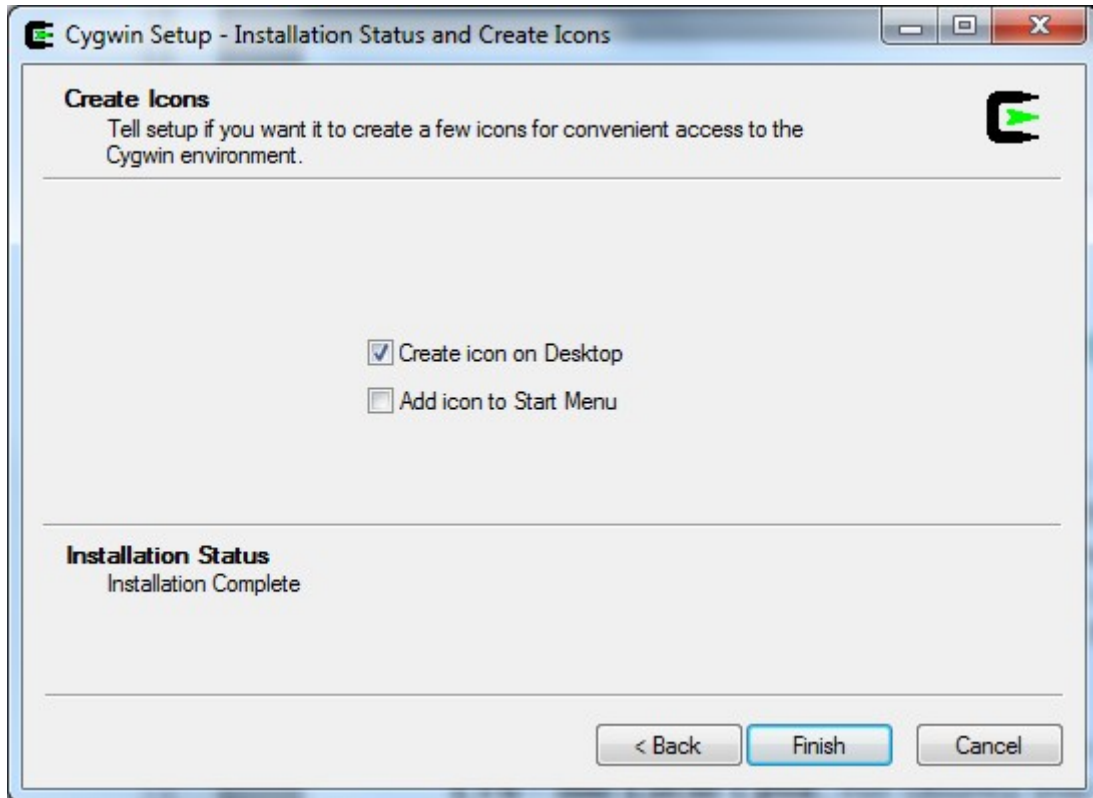 Cygwin Setup - Installation Status and Create Icons
Create Icons
Tell setup if you want it to create a few icons for convenient access to the
Cygwin environment.
Create icon on Desktop
Add icon to Start Menu
Installation Status
Installation Complete
< Back Finish Cancel